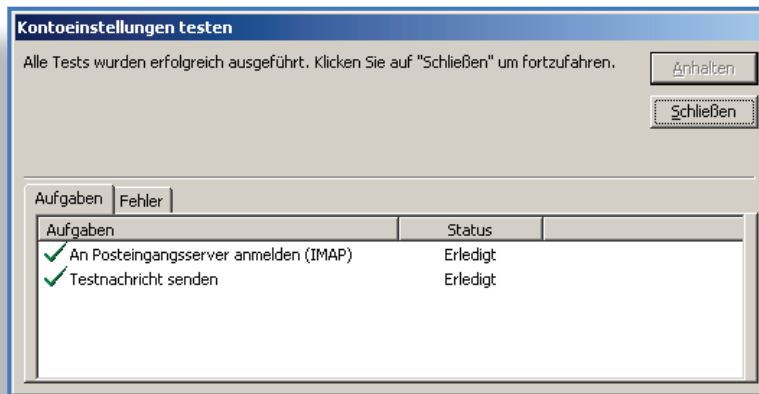 Kontoeinstellungen testen
Alle Tests wurden erfolgreich ausgeführt. Klicken Sie auf "Schließen" um fortzufahren.
Anhalten
Schließen
Aufgaben Fehler
Aufgaben Status
An Posteingangsserver anmelden (IMAP) Erledigt
Testnachricht senden Erledigt